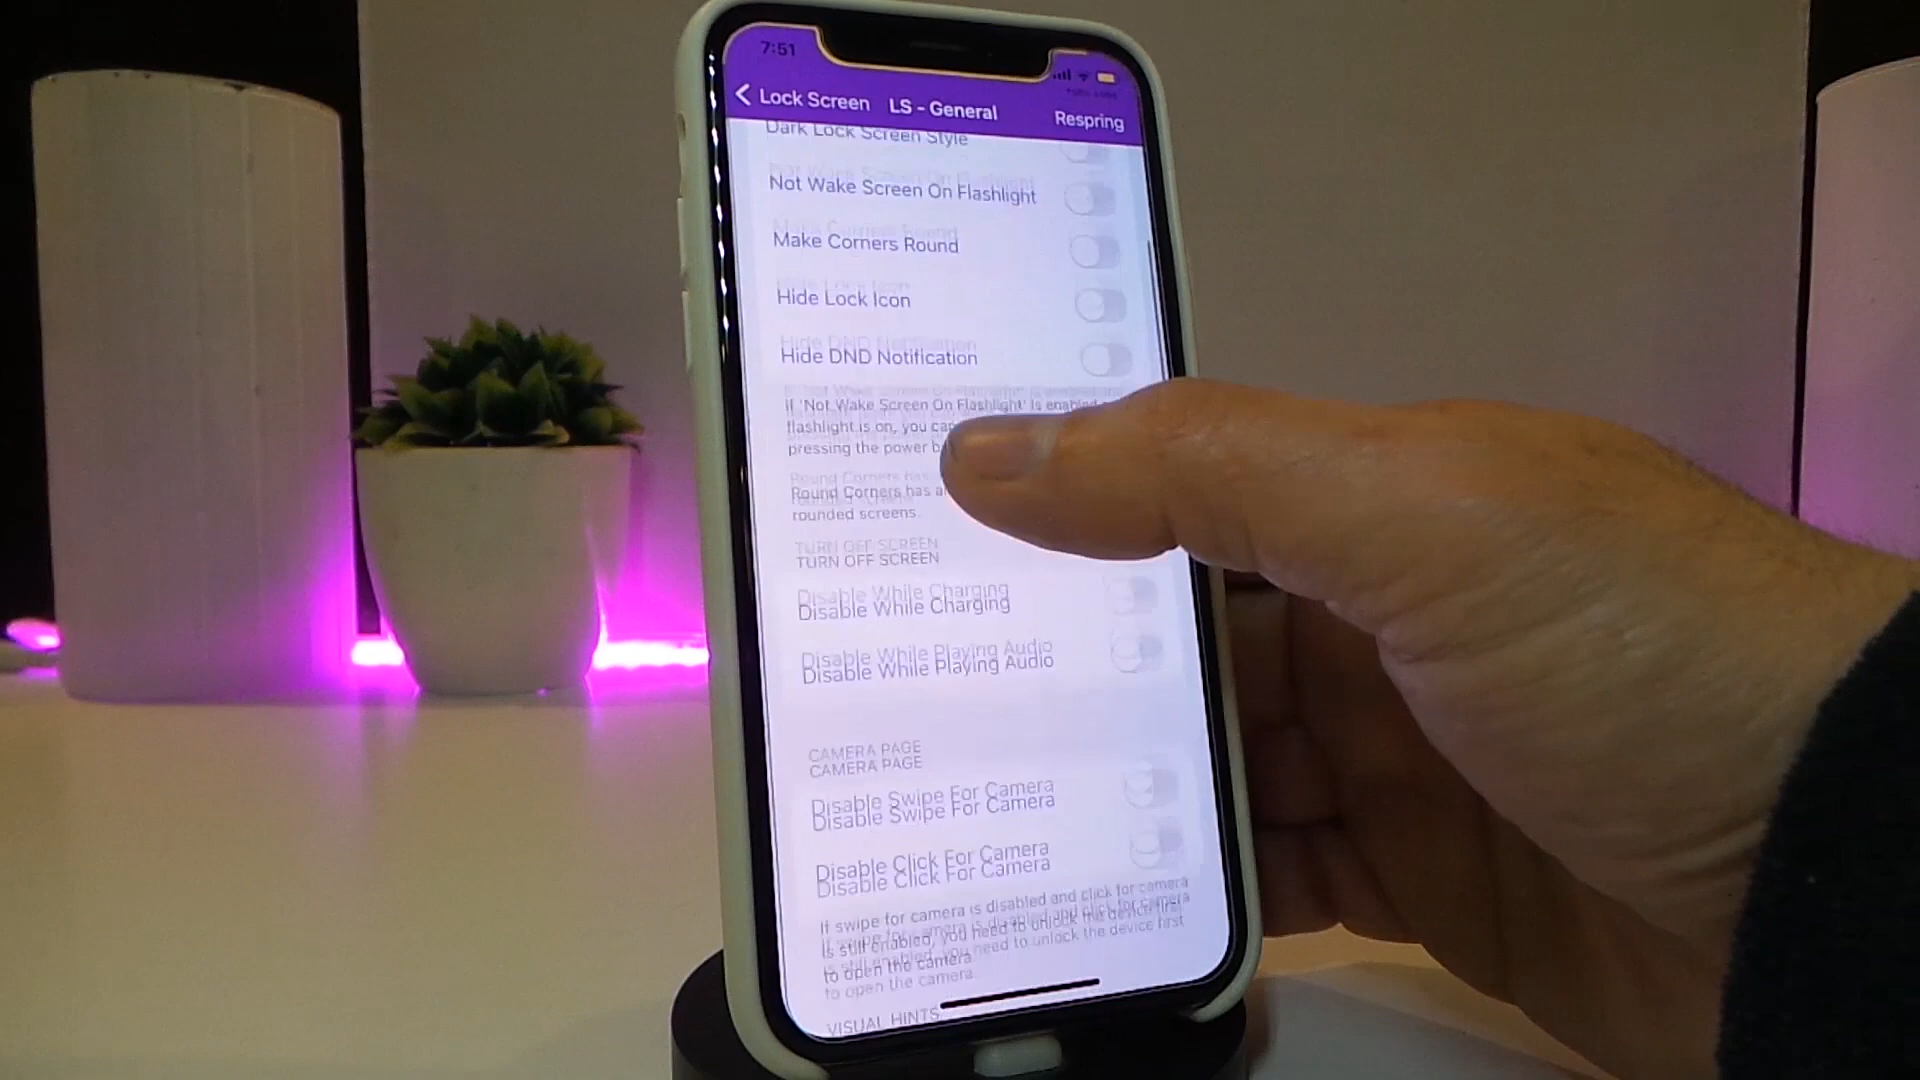 7:51
Lock Screen LS - General Respring
Dark Lock Screen Style
Not Wake Screen On Flashlight
Make Corners Round
Hide Lock Icon
Hide DND Notification
If 'Not Wake Screen On Flashlight' is enabled
flashlight is on, you
pressing the power
Round Corners has
rounded screens.
TURN OFF SCREEN
Disable While Charging
Disable While Playing Audio
CAMERA PAGE
Disable Swipe For Camera
Disable Click For Camera
If swipe for camera is disabled and click for camera
is still enabled, you need to unlock the device first
to open the camera
VISUAL HINTS